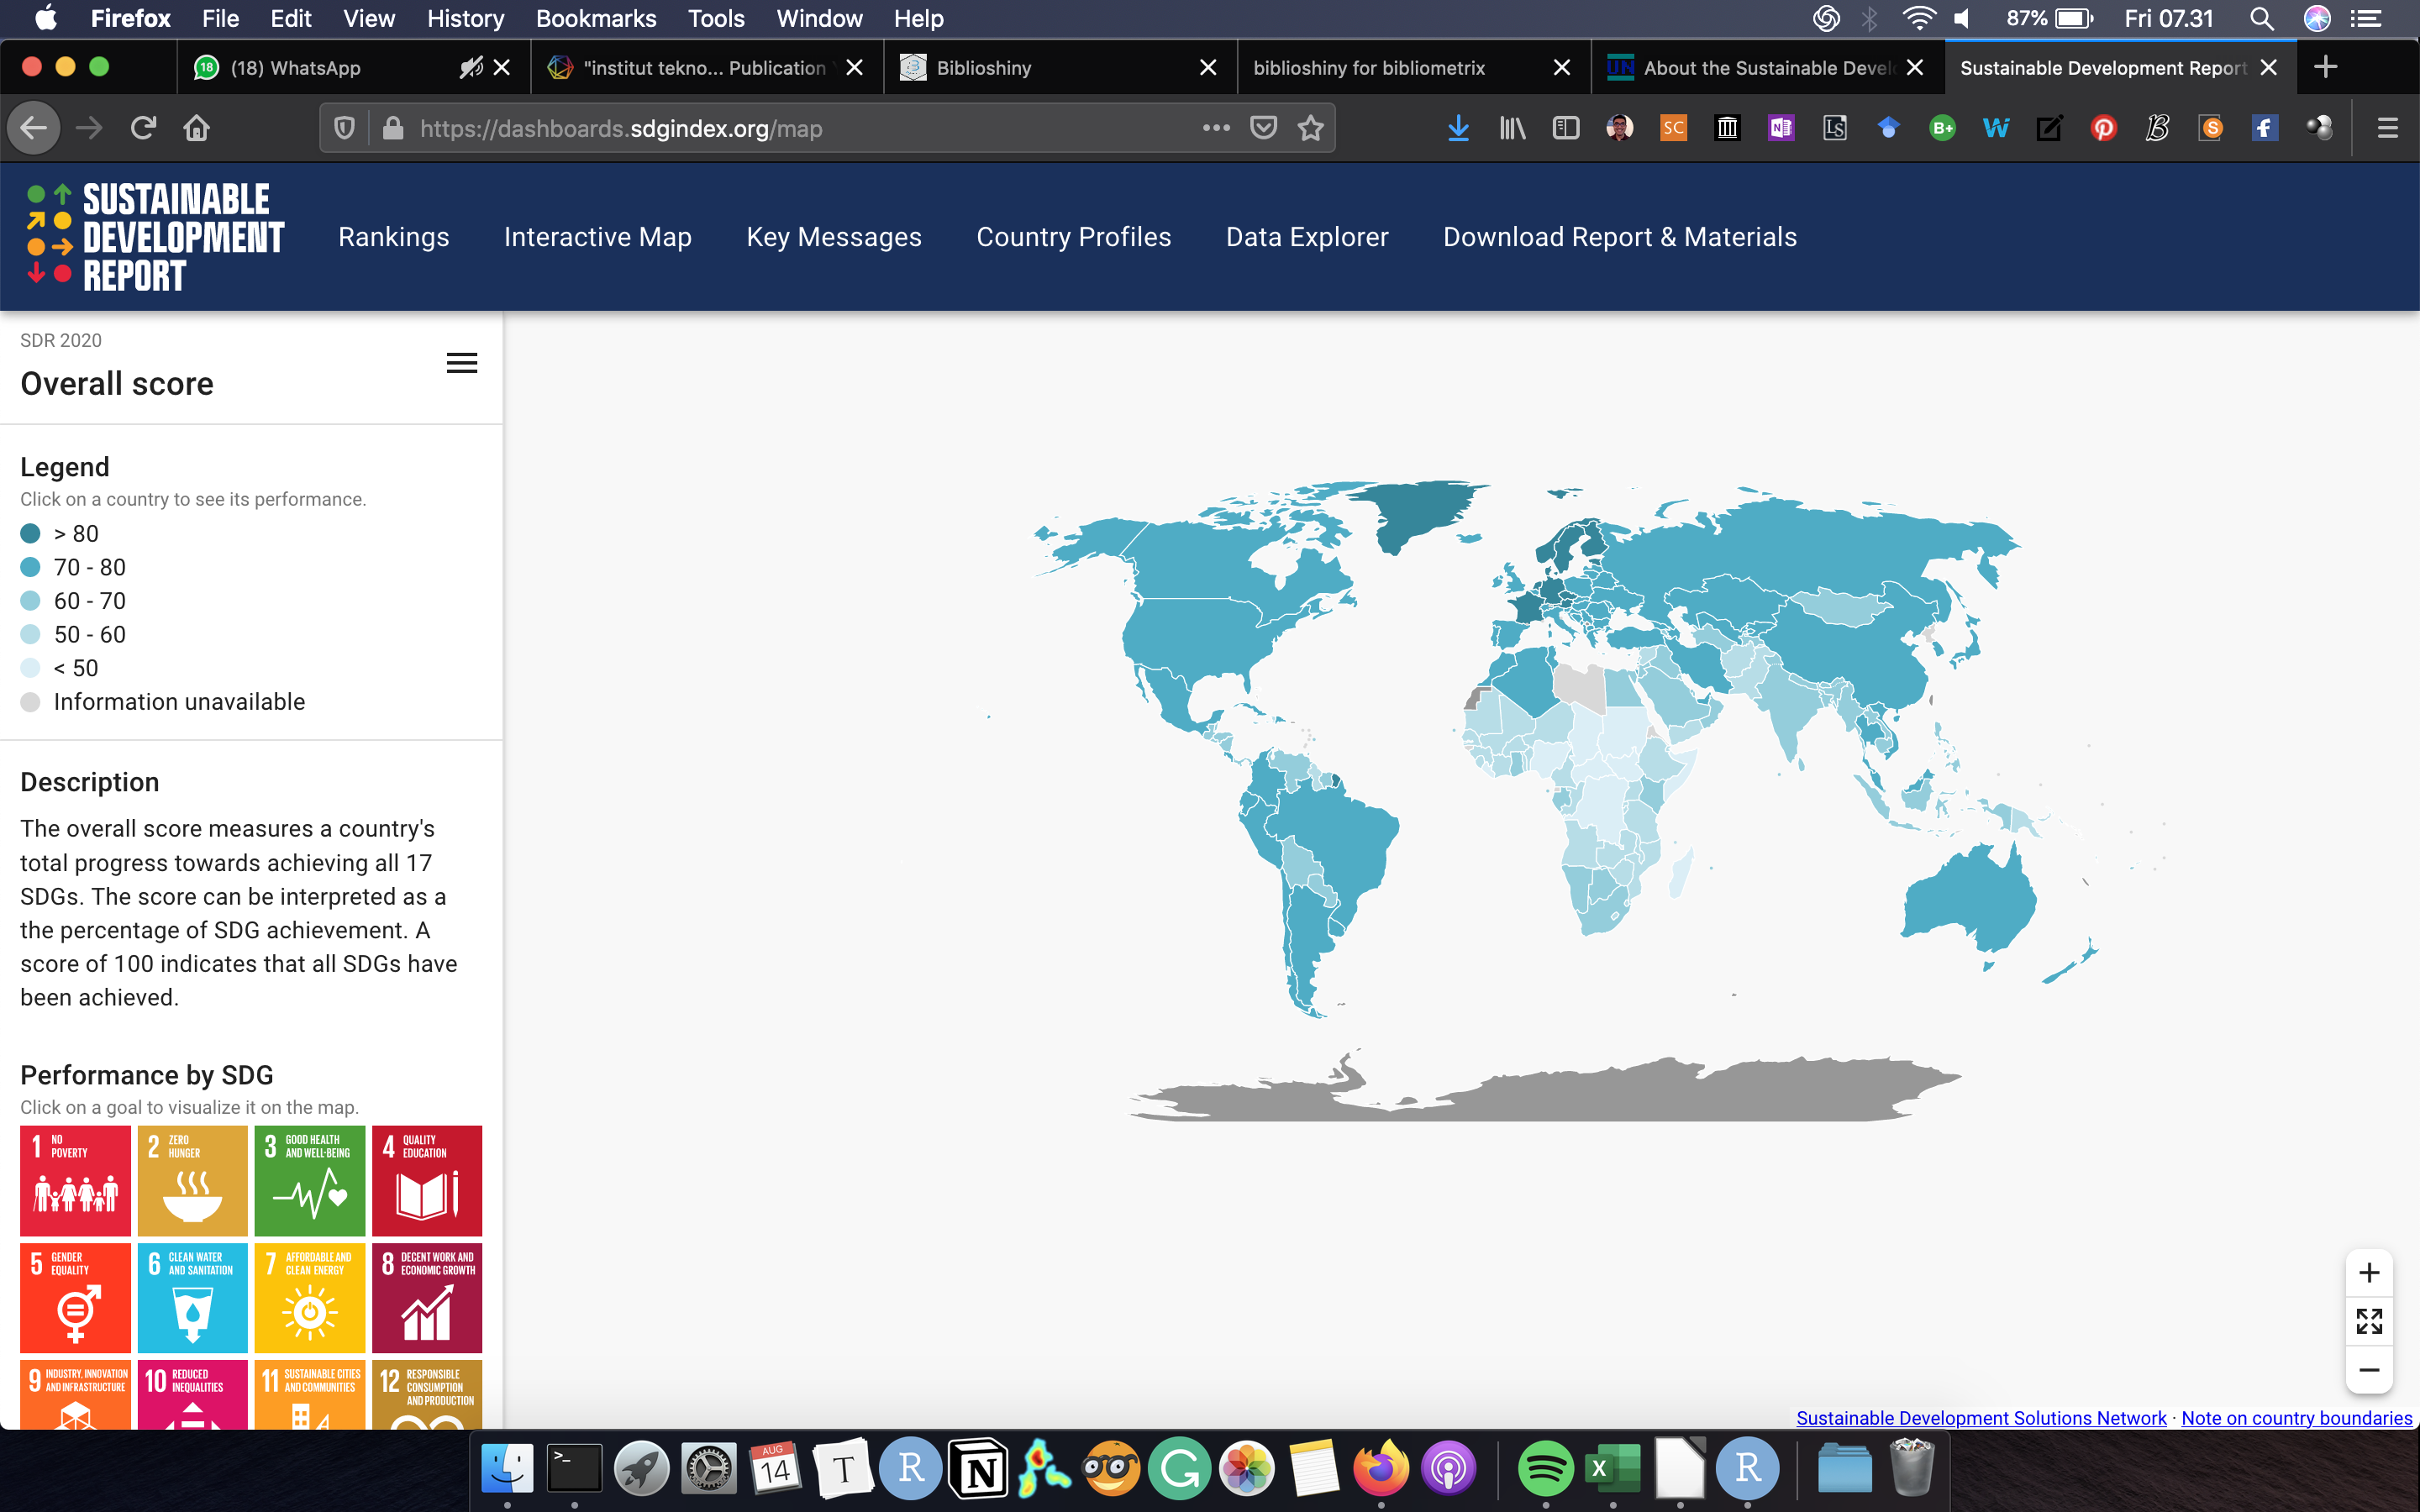 Firefox File Edit View History Bookmarks Tools Window Help 87% Fri 07.31
18 (18) WhatsApp "institut tekno... Publication Biblioshiny biblioshiny for bibliometrix UN About the Sustainable Devel Sustainable Development Report
https://dashboards.sdgindex.org/map
SC N LS B+ W B S f
SUSTAINABLE
DEVELOPMENT
REPORT
Rankings Interactive Map Key Messages Country Profiles Data Explorer Download Report & Materials
SDR 2020
Overall score
Legend
Click on a country to see its performance.
> 80
70 - 80
60 - 70
50 - 60
< 50
Information unavailable
Description
The overall score measures a country's
total progress towards achieving all 17
SDGs. The score can be interpreted as a
the percentage of SDG achievement. A
score of 100 indicates that all SDGs have
been achieved.
Performance by SDG
Click on a goal to visualize it on the map.
1 NO POVERTY
2 ZERO HUNGER
3 GOOD HEALTH AND WELL-BEING
4 QUALITY EDUCATION
5 GENDER EQUALITY
6 CLEAN WATER AND SANITATION
7 AFFORDABLE AND CLEAN ENERGY
8 DECENT WORK AND ECONOMIC GROWTH
9 INDUSTRY, INNOVATION AND INFRASTRUCTURE
10 REDUCED INEQUALITIES
11 SUSTAINABLE CITIES AND COMMUNITIES
12 RESPONSIBLE CONSUMPTION AND PRODUCTION
Sustainable Development Solutions Network · Note on country boundaries
>_ AUG 14 T R N G X R